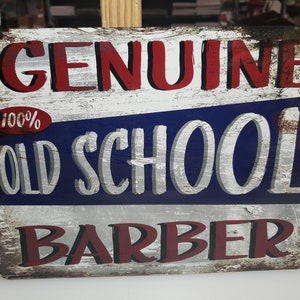 GENUINE
100%
OLD SCHOOL
BARBER